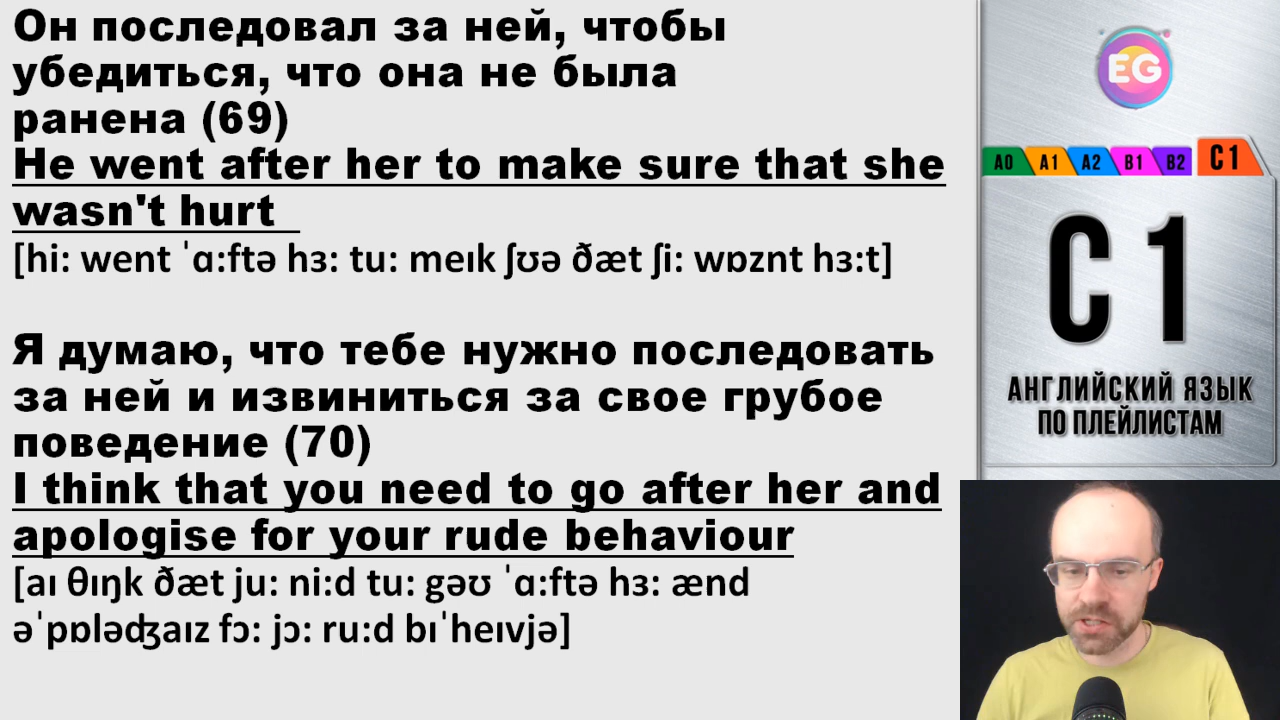 Он последовал за ней, чтобы
убедиться, что она не была
ранена (69)
He went after her to make sure that she
wasn't hurt
[hi: went ˈɑ:ftə hɜ: tu: meɪk ʃʊə ðæt ʃi: wɒznt hɜ:t]
Я думаю, что тебе нужно последовать
за ней и извиниться за свое грубое
поведение (70)
I think that you need to go after her and
apologise for your rude behaviour
[aɪ θɪŋk ðæt ju: ni:d tu: gəʊ ˈɑ:ftə hɜ: ænd
əˈpɒləʤaɪz fɔ: jɔ: ru:d bɪˈheɪvjə]
EG
A0 A1 A2 B1 B2 C1
C 1
АНГЛИЙСКИЙ ЯЗЫК
ПО ПЛЕЙЛИСТАМ